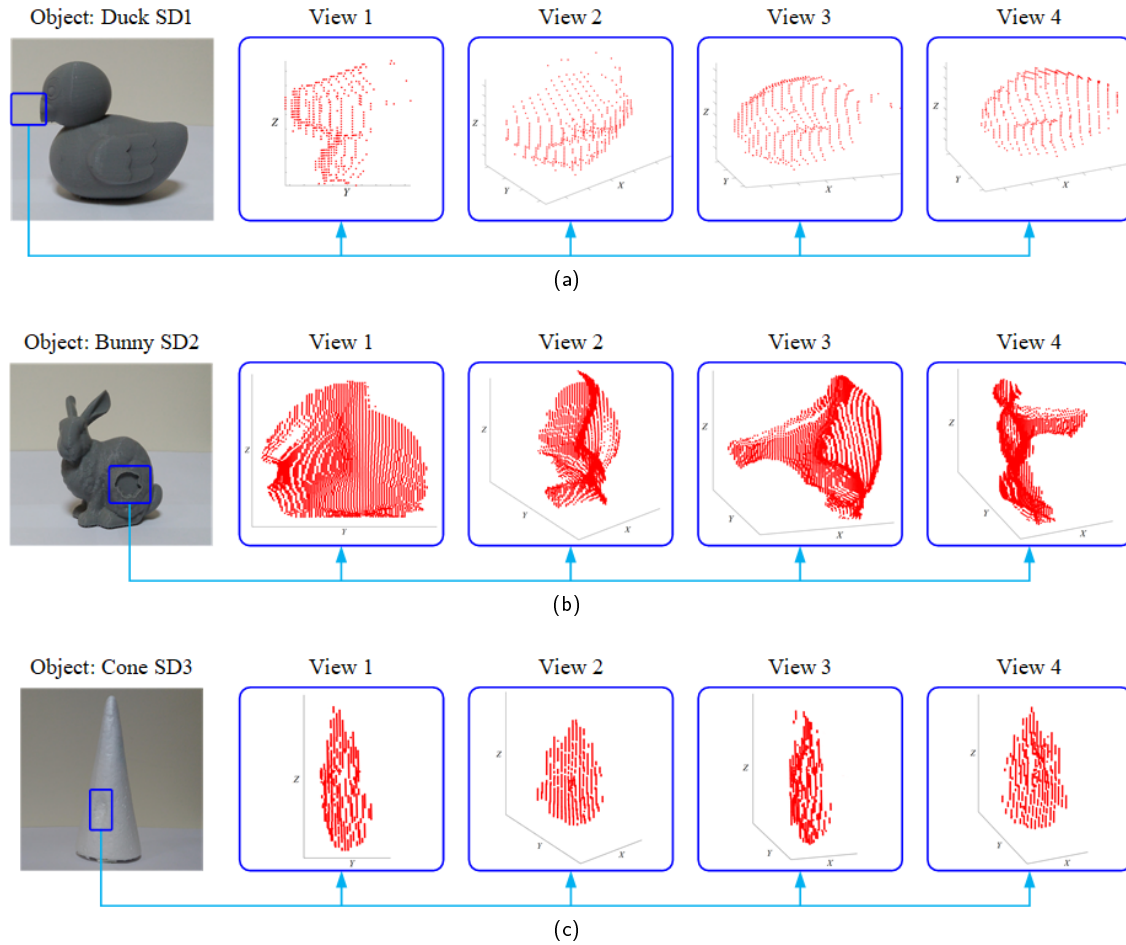 Object: Duck SD1 View 1 View 2 View 3 View 4
Z Y Z Y X Z Y X Z Y X
(a)
Object: Bunny SD2 View 1 View 2 View 3 View 4
Z Y Z Y X Z Y X Z Y X
(b)
Object: Cone SD3 View 1 View 2 View 3 View 4
Z Y Z Y X Z Y X Z Y X
(c)